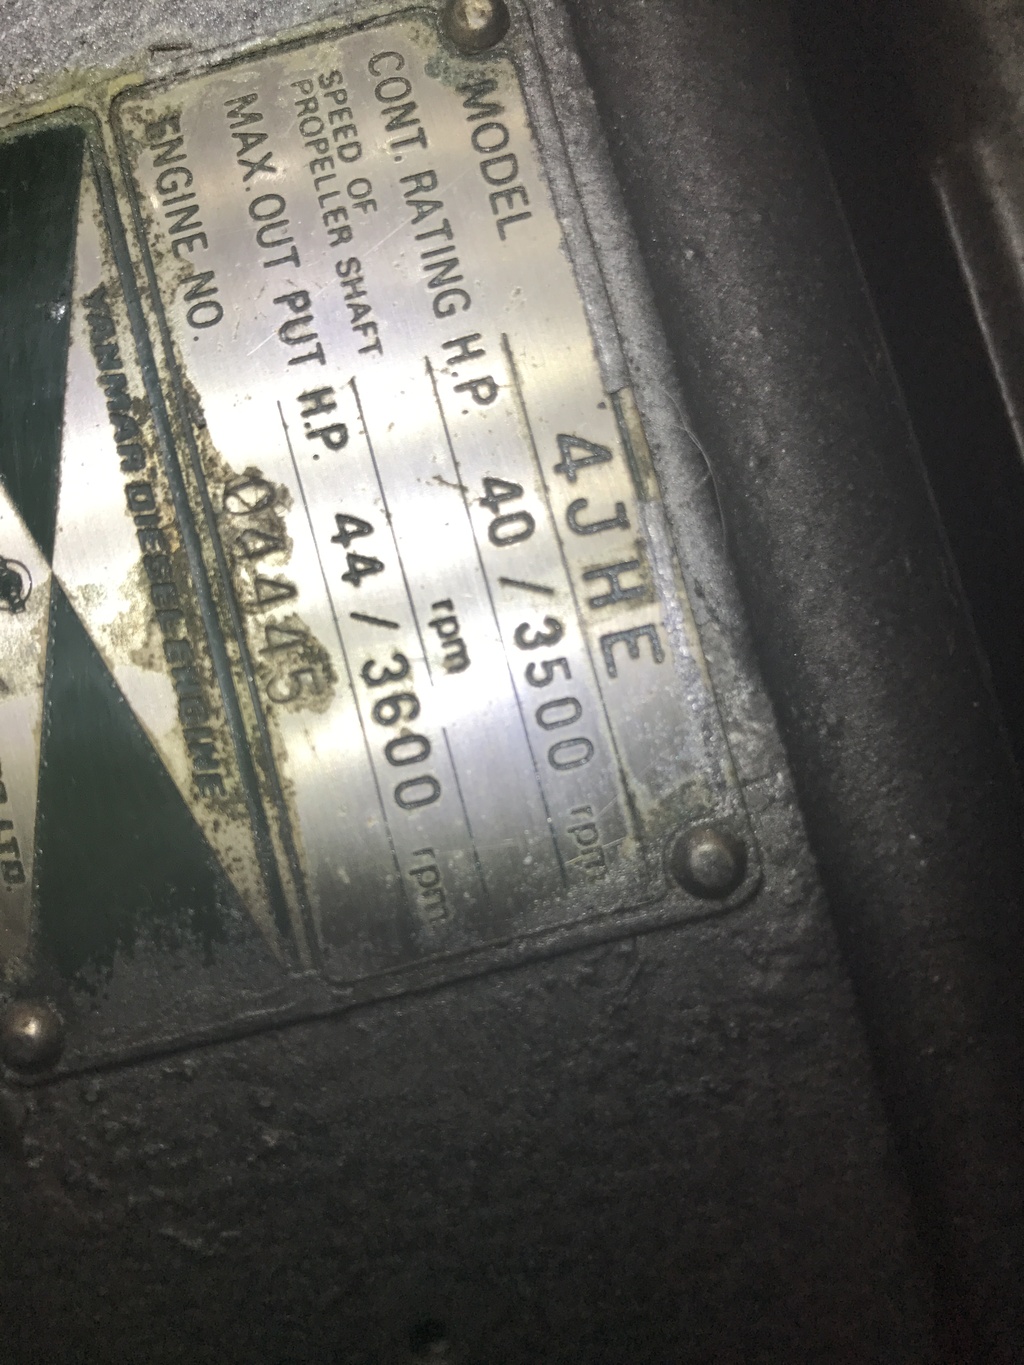 MODEL 4JHE
CONT. RATING H.P. 40 / 3500 rpm
SPEED OF
PROPELLER SHAFT rpm
MAX. OUT PUT H.P. 44 / 3600 rpm
ENGINE NO. 04445
YANMAR DIESEL ENGINE
LTD.